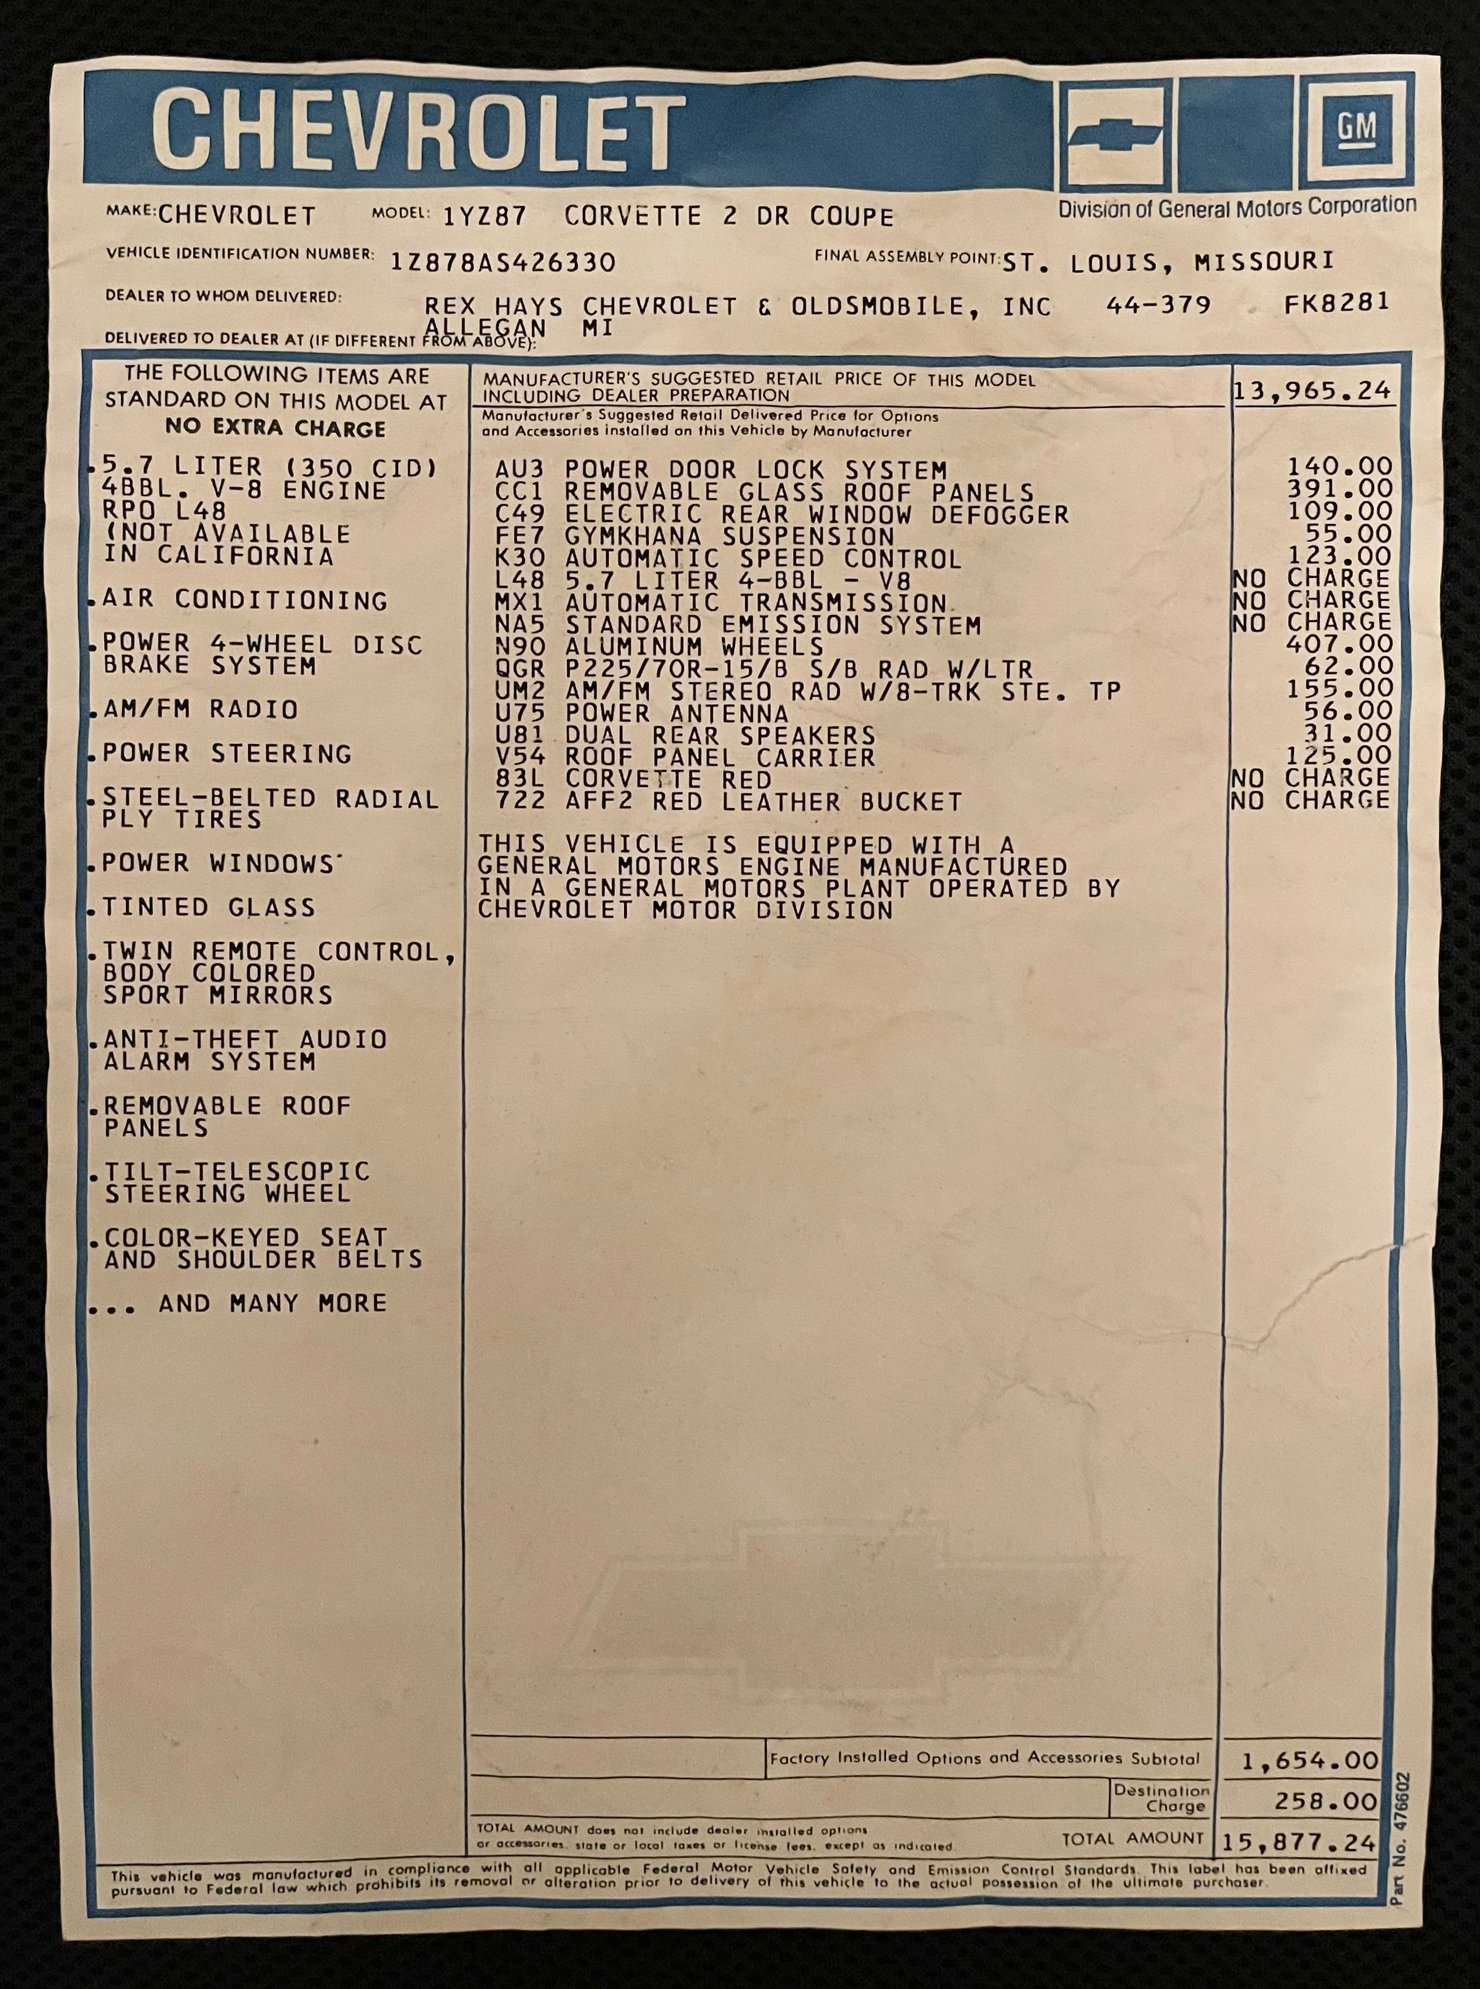 CHEVROLET
GM
Division of General Motors Corporation
MAKE: CHEVROLET MODEL: 1YZ87 CORVETTE 2 DR COUPE
VEHICLE IDENTIFICATION NUMBER: 1Z878AS426330 FINAL ASSEMBLY POINT: ST. LOUIS, MISSOURI
DEALER TO WHOM DELIVERED: REX HAYS CHEVROLET & OLDSMOBILE, INC 44-379 FK8281
ALLEGAN MI
DELIVERED TO DEALER AT (IF DIFFERENT FROM ABOVE):
THE FOLLOWING ITEMS ARE
STANDARD ON THIS MODEL AT
NO EXTRA CHARGE
.5.7 LITER (350 CID)
4BBL. V-8 ENGINE
RPO L48
(NOT AVAILABLE
IN CALIFORNIA
.AIR CONDITIONING
.POWER 4-WHEEL DISC
BRAKE SYSTEM
.AM/FM RADIO
.POWER STEERING
.STEEL-BELTED RADIAL
PLY TIRES
.POWER WINDOWS
.TINTED GLASS
.TWIN REMOTE CONTROL,
BODY COLORED
SPORT MIRRORS
.ANTI-THEFT AUDIO
ALARM SYSTEM
.REMOVABLE ROOF
PANELS
.TILT-TELESCOPIC
STEERING WHEEL
.COLOR-KEYED SEAT
AND SHOULDER BELTS
... AND MANY MORE
MANUFACTURER'S SUGGESTED RETAIL PRICE OF THIS MODEL
INCLUDING DEALER PREPARATION 13,965.24
Manufacturer's Suggested Retail Delivered Price for Options
and Accessories installed on this Vehicle by Manufacturer
AU3 POWER DOOR LOCK SYSTEM 140.00
CC1 REMOVABLE GLASS ROOF PANELS 391.00
C49 ELECTRIC REAR WINDOW DEFOGGER 109.00
FE7 GYMKHANA SUSPENSION 55.00
K30 AUTOMATIC SPEED CONTROL 123.00
L48 5.7 LITER 4-BBL - V8 NO CHARGE
MX1 AUTOMATIC TRANSMISSION NO CHARGE
NA5 STANDARD EMISSION SYSTEM NO CHARGE
N90 ALUMINUM WHEELS 407.00
QGR P225/70R-15/B S/B RAD W/LTR 62.00
UM2 AM/FM STEREO RAD W/8-TRK STE. TP 155.00
U75 POWER ANTENNA 56.00
U81 DUAL REAR SPEAKERS 31.00
V54 ROOF PANEL CARRIER 125.00
83L CORVETTE RED NO CHARGE
722 AFF2 RED LEATHER BUCKET NO CHARGE
THIS VEHICLE IS EQUIPPED WITH A
GENERAL MOTORS ENGINE MANUFACTURED
IN A GENERAL MOTORS PLANT OPERATED BY
CHEVROLET MOTOR DIVISION
Factory Installed Options and Accessories Subtotal 1,654.00
Destination
Charge 258.00
TOTAL AMOUNT does not include dealer installed options
or accessories, state or local taxes or license fees, except as indicated.
TOTAL AMOUNT 15,877.24
This vehicle was manufactured in compliance with all applicable Federal Motor Vehicle Safety and Emission Control Standards. This label has been affixed
pursuant to Federal law which prohibits its removal or alteration prior to delivery of this vehicle to the actual possession of the ultimate purchaser.
Part No. 476602